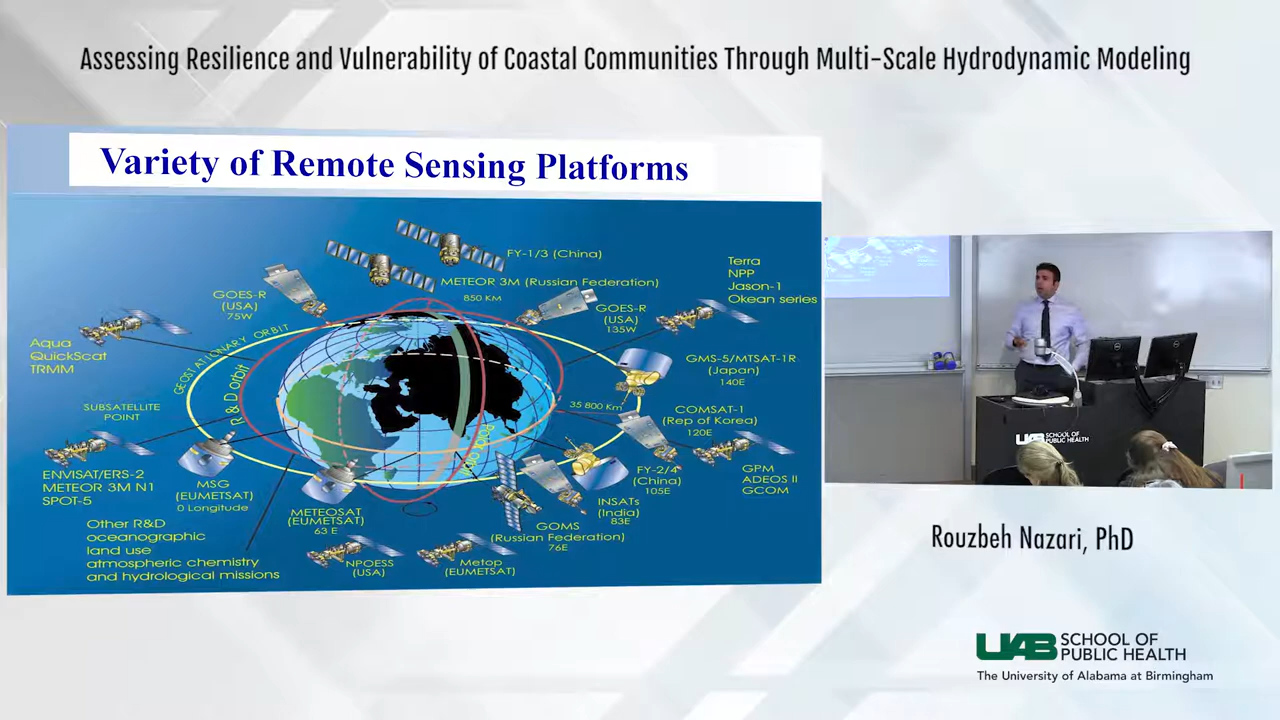 Assessing Resilience and Vulnerability of Coastal Communities Through Multi-Scale Hydrodynamic Modeling
Variety of Remote Sensing Platforms
FY-1/3 (China)
METEOR 3M (Russian Federation)
850 KM
GOES-R
(USA)
75W
GOES-R
(USA)
135W
Terra
NPP
Jason-1
Okean series
Aqua
QuickScat
TRMM
GEOSTATIONARY ORBIT
R & D orbit
GMS-5/MTSAT-1R
(Japan)
140E
35 800 Km
SUBSATELLITE
POINT
COMSAT-1
(Rep of Korea)
120E
ENVISAT/ERS-2
METEOR 3M N1
SPOT-5
MSG
(EUMETSAT)
0 Longitude
METEOSAT
(EUMETSAT)
63 E
FY-2/4
(China)
105E
GPM
ADEOS II
GCOM
INSATs
(India)
83E
GOMS
(Russian Federation)
76E
Other R&D
oceanographic
land use
atmospheric chemistry
and hydrological missions
NPOESS
(USA)
Metop
(EUMETSAT)
UAB SCHOOL OF
PUBLIC HEALTH
Rouzbeh Nazari, PhD
UAB SCHOOL OF
PUBLIC HEALTH
The University of Alabama at Birmingham